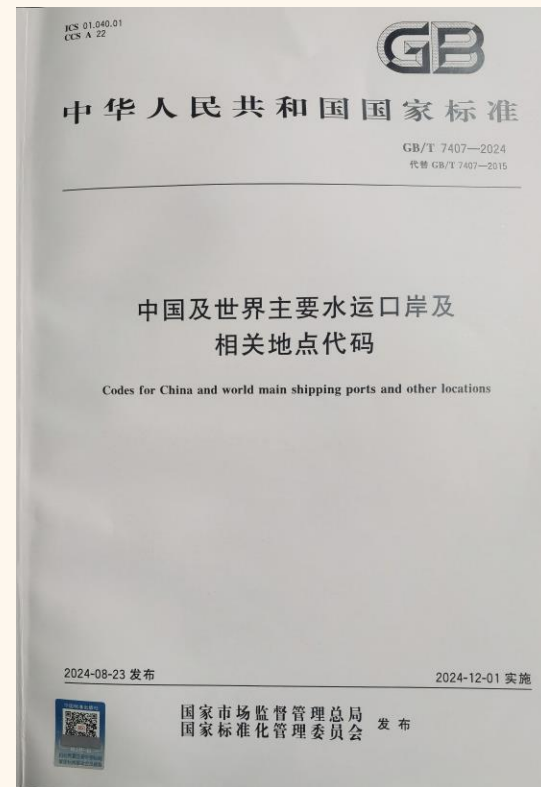 ICS 01.040.01
CCS A 22
GB
中华人民共和国国家标准
GB/T 7407—2024
代替 GB/T 7407—2015
中国及世界主要水运口岸及
相关地点代码
Codes for China and world main shipping ports and other locations
2024-08-23 发布
2024-12-01 实施
国家市场监督管理总局
国家标准化管理委员会
发布